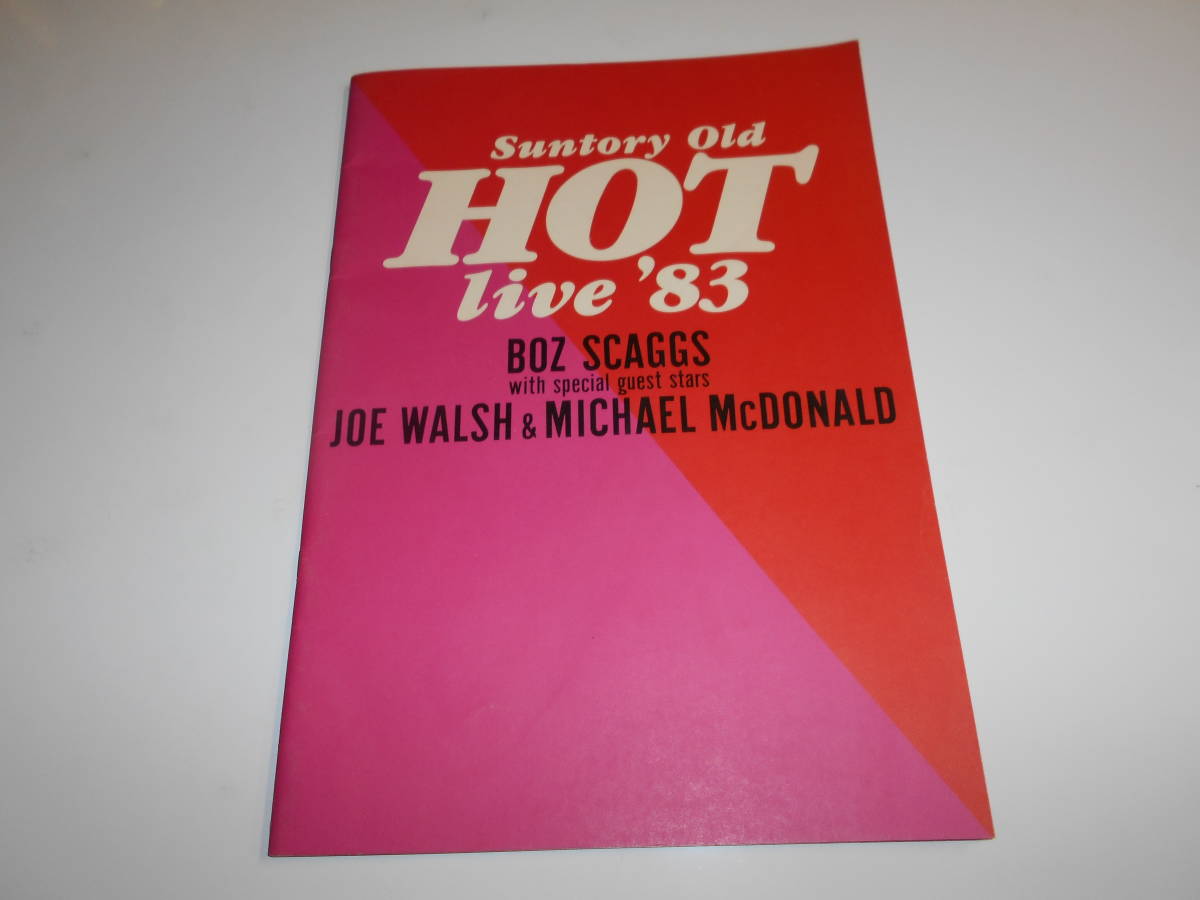 Suntory Old
HOT
live '83
BOZ SCAGGS
with special guest stars
JOE WALSH & MICHAEL McDONALD